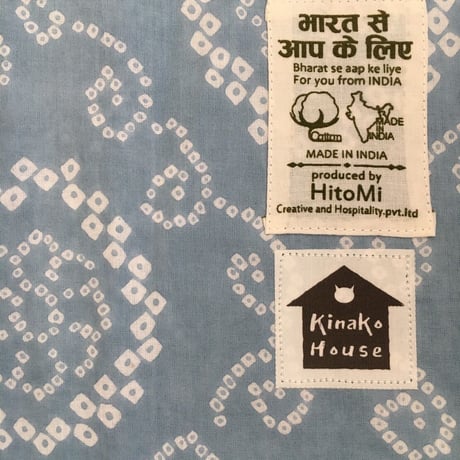 भारत से
आप के लिए
Bharat se aap ke liye
For you from INDIA
Cotton
MADE
IN
INDIA
MADE IN INDIA
produced by
HitoMi
Creative and Hospitality.pvt.ltd
Kinako
House